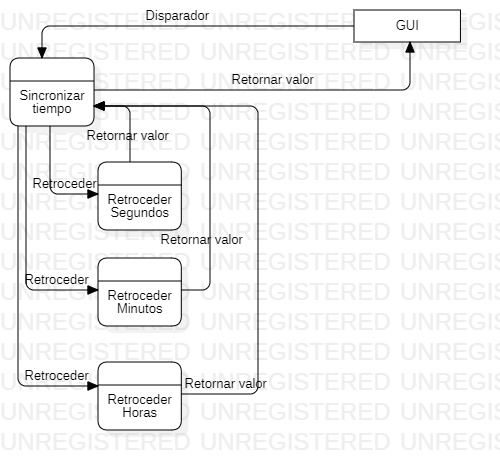 UNREGISTERED UNREGISTERED UNREGISTERED
Disparador
GUI
Sincronizar
tiempo
Retornar valor
Retornar valor
Retroceder
Retroceder
Segundos
Retornar valor
Retroceder
Retroceder
Minutos
Retroceder
Retornar valor
Retroceder
Horas